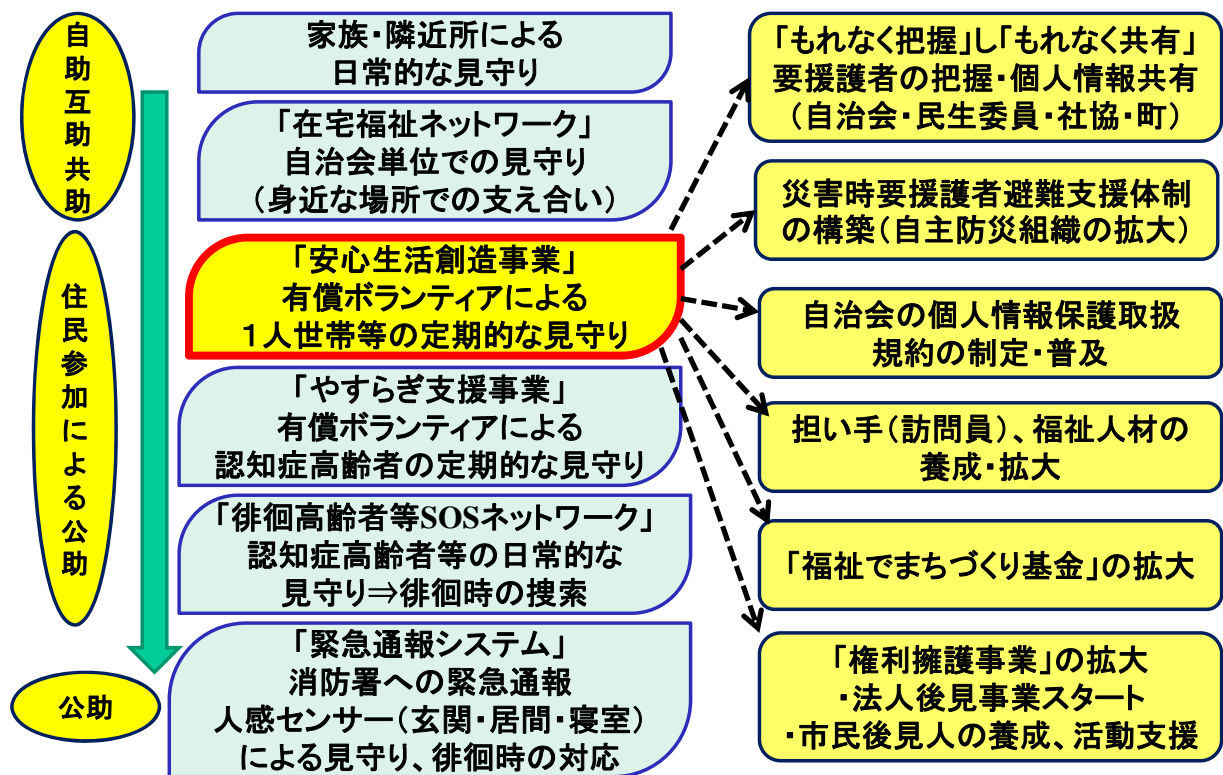 自助互助共助
住民参加による公助
公助
家族・隣近所による
日常的な見守り
「在宅福祉ネットワーク」
自治会単位での見守り
（身近な場所での支え合い）
「安心生活創造事業」
有償ボランティアによる
１人世帯等の定期的な見守り
「やすらぎ支援事業」
有償ボランティアによる
認知症高齢者の定期的な見守り
「徘徊高齢者等SOSネットワーク」
認知症高齢者等の日常的な
見守り⇒徘徊時の捜索
「緊急通報システム」
消防署への緊急通報
人感センサー（玄関・居間・寝室）
による見守り、徘徊時の対応
「もれなく把握」し「もれなく共有」
要援護者の把握・個人情報共有
（自治会・民生委員・社協・町）
災害時要援護者避難支援体制
の構築（自主防災組織の拡大）
自治会の個人情報保護取扱
規約の制定・普及
担い手（訪問員）、福祉人材の
養成・拡大
「福祉でまちづくり基金」の拡大
「権利擁護事業」の拡大
・法人後見事業スタート
・市民後見人の養成、活動支援